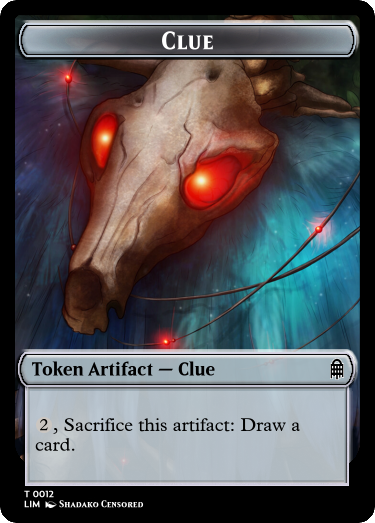 Clue
Token Artifact — Clue
2 , Sacrifice this artifact: Draw a
card.
T 0012
LIM Shadako Censored